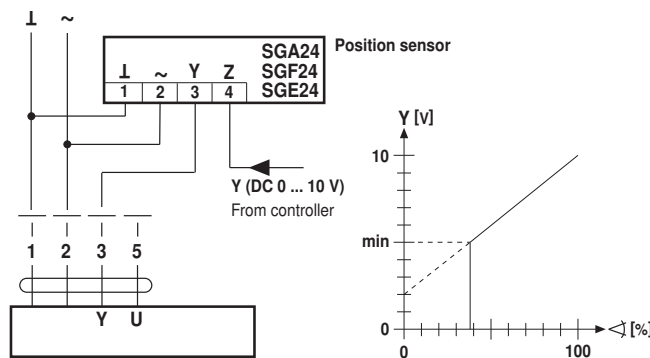 ⊥ ~
SGA24 Position sensor
SGF24
SGE24
⊥ ~ Y Z
1 2 3 4
Y (DC 0 ... 10 V)
From controller
1 2 3 5
Y U
Y [V]
10
min
0
0 100 [%]